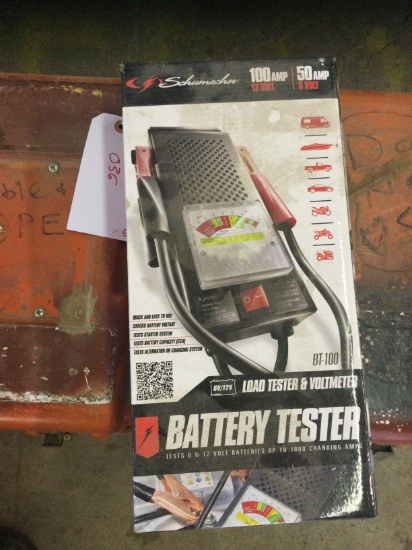 Schumacher
100 AMP
12 VOLT
50 AMP
6 VOLT
036
QUICK AND EASY TO USE
CHECKS BATTERY VOLTAGE
TESTS STARTER SYSTEM
TESTS BATTERY CAPACITY (CCA)
TESTS ALTERNATOR OR CHARGING SYSTEM
BT-100
6V/12V
LOAD TESTER & VOLTMETER
BATTERY TESTER
TESTS 6 & 12 VOLT BATTERIES UP TO 1000 CRANKING AMPS